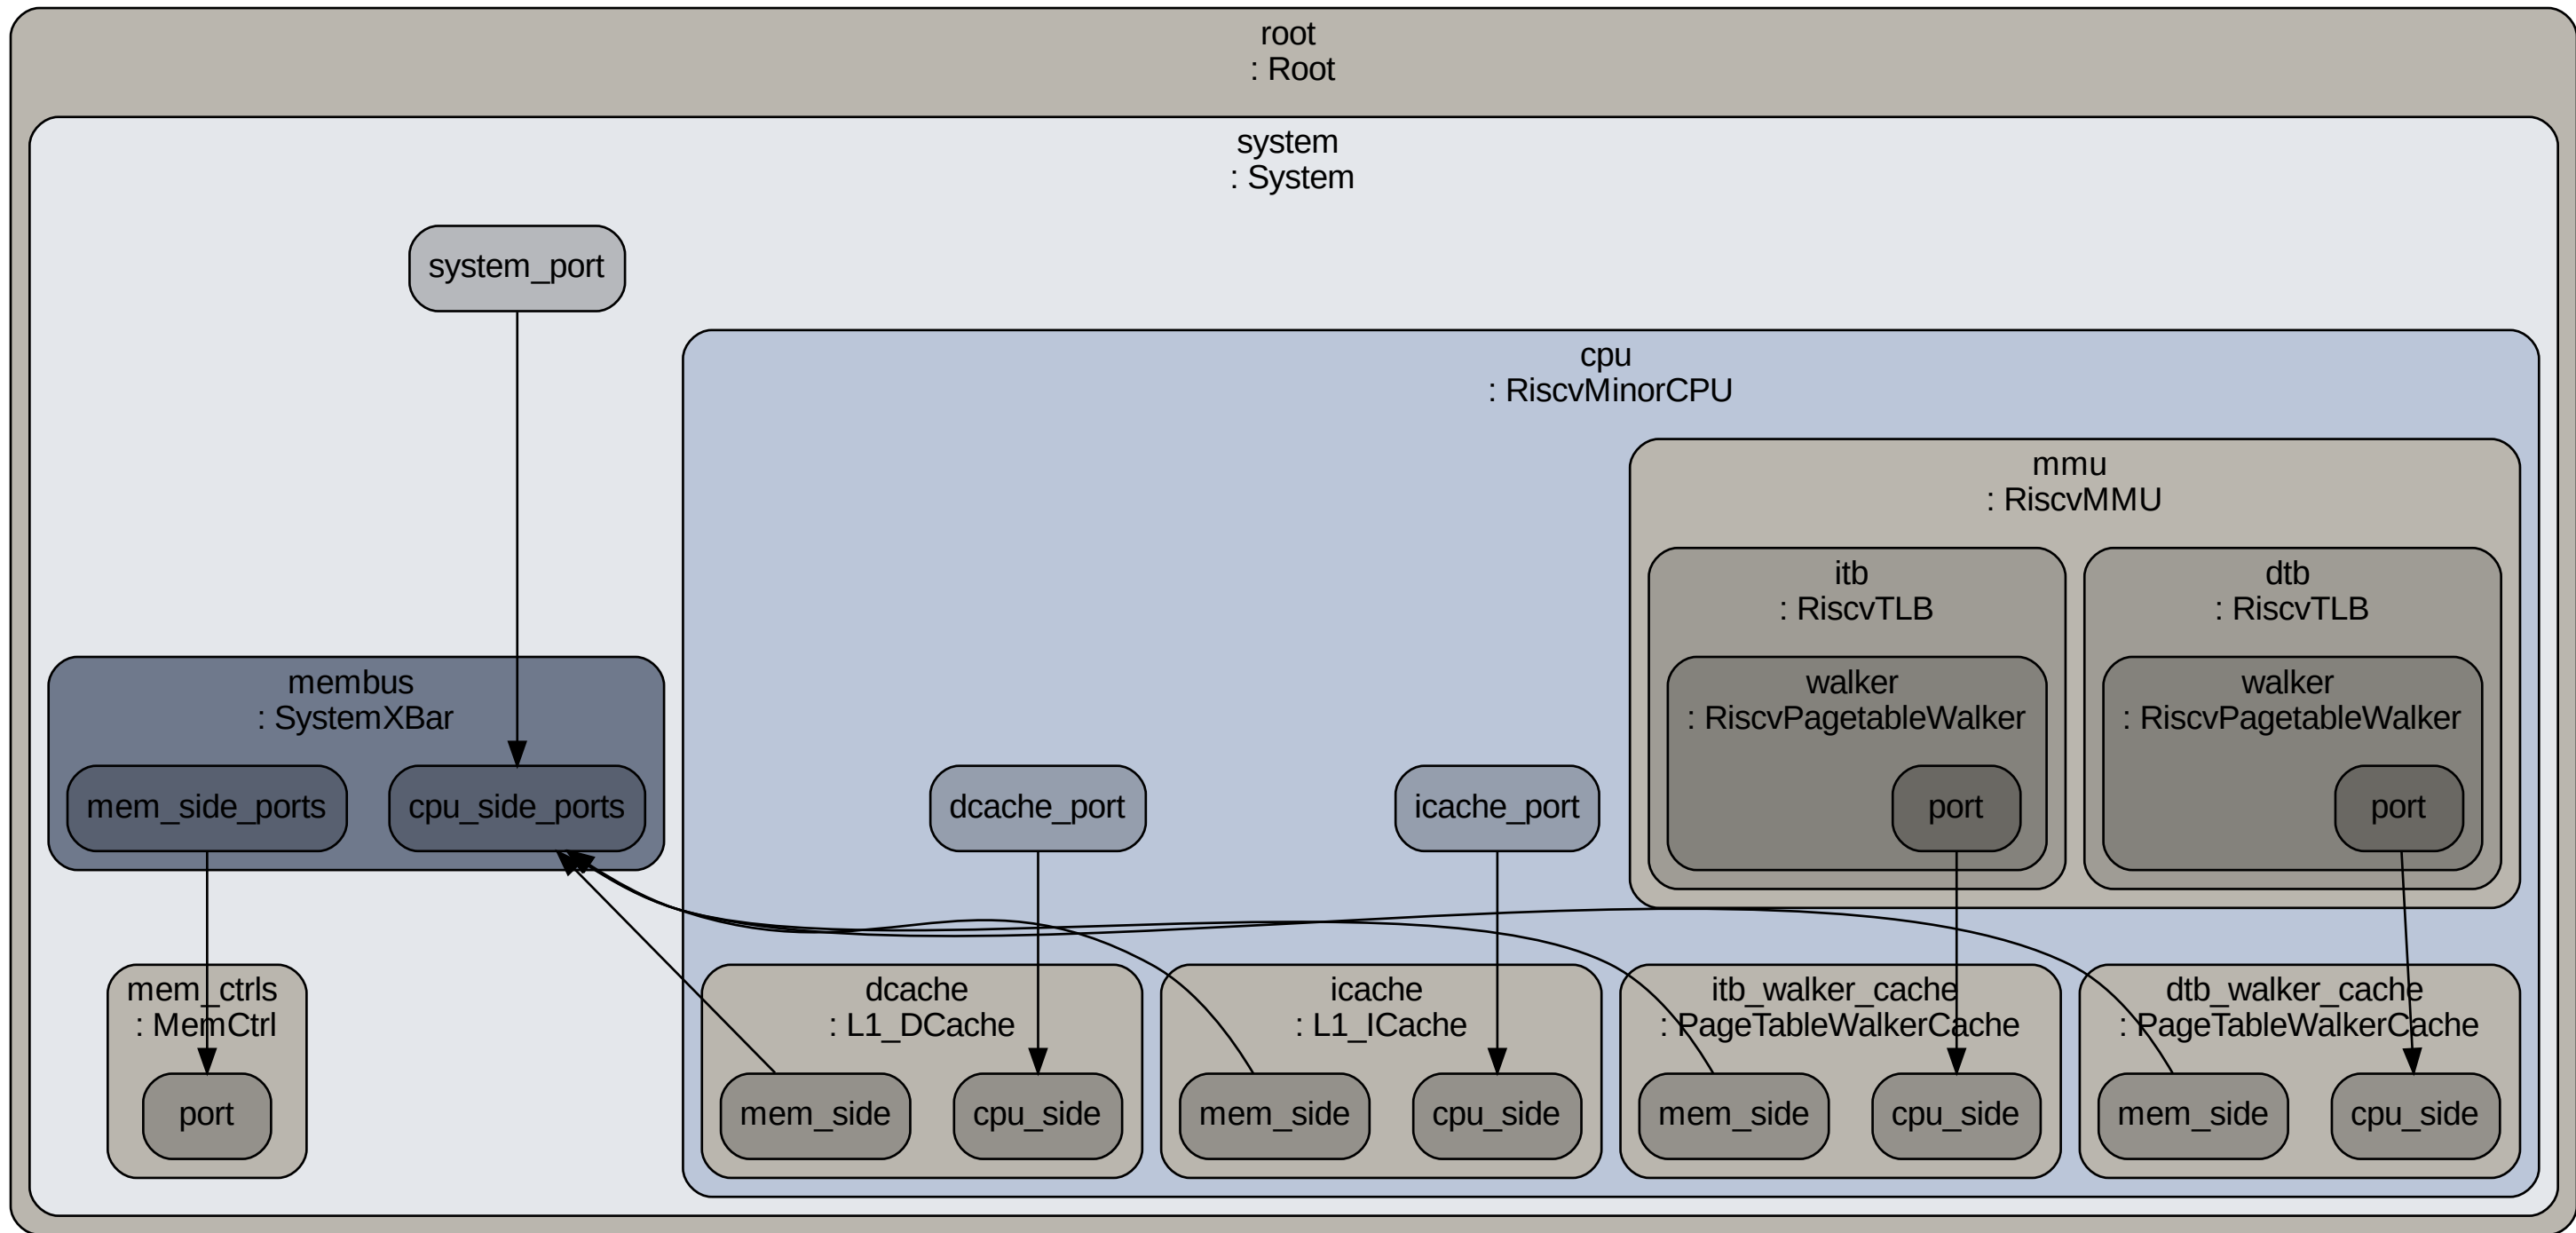 root
: Root
system
: System
system_port
cpu
: RiscvMinorCPU
mmu
: RiscvMMU
itb
: RiscvTLB
dtb
: RiscvTLB
membus
: SystemXBar
walker
: RiscvPagetableWalker
walker
: RiscvPagetableWalker
mem_side_ports
cpu_side_ports
dcache_port
icache_port
port
port
mem_ctrls
: MemCtrl
dcache
: L1_DCache
icache
: L1_ICache
itb_walker_cache
: PageTableWalkerCache
dtb_walker_cache
: PageTableWalkerCache
port
mem_side
cpu_side
mem_side
cpu_side
mem_side
cpu_side
mem_side
cpu_side